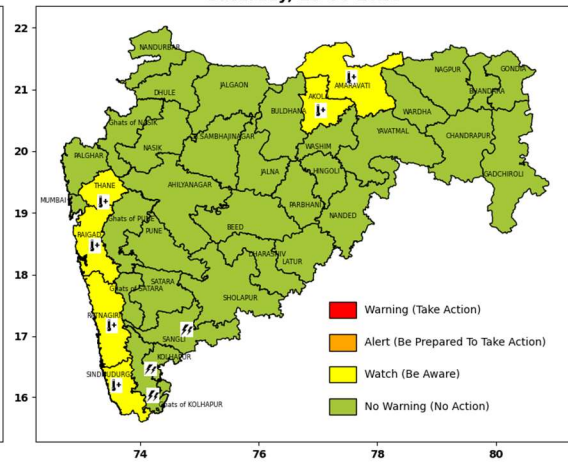 22
21
20
19
18
17
16
74
76
78
80
NANDURBAR
DHULE
JALGAON
BULDHANA
AKOL
AMARAVATI
NAGPUR
GONDIA
BHANDARA
WARDHA
YAVATMAL
CHANDRAPUR
GADCHIROLI
WASHIM
Ghats of NASIK
NASIK
SAMBHAJINAGAR
PALGHAR
JALNA
HINGOLI
THANE
AHILYANAGAR
MUMBAI
PARBHANI
NANDED
Ghats of PUNE
RAIGAD
PUNE
BEED
DHARASHIV
LATUR
SATARA
Ghats of SATARA
SHOLAPUR
RATNAGIRI
SANGLI
KOLHAPUR
SINDHUDURG
Ghats of KOLHAPUR
Warning (Take Action)
Alert (Be Prepared To Take Action)
Watch (Be Aware)
No Warning (No Action)